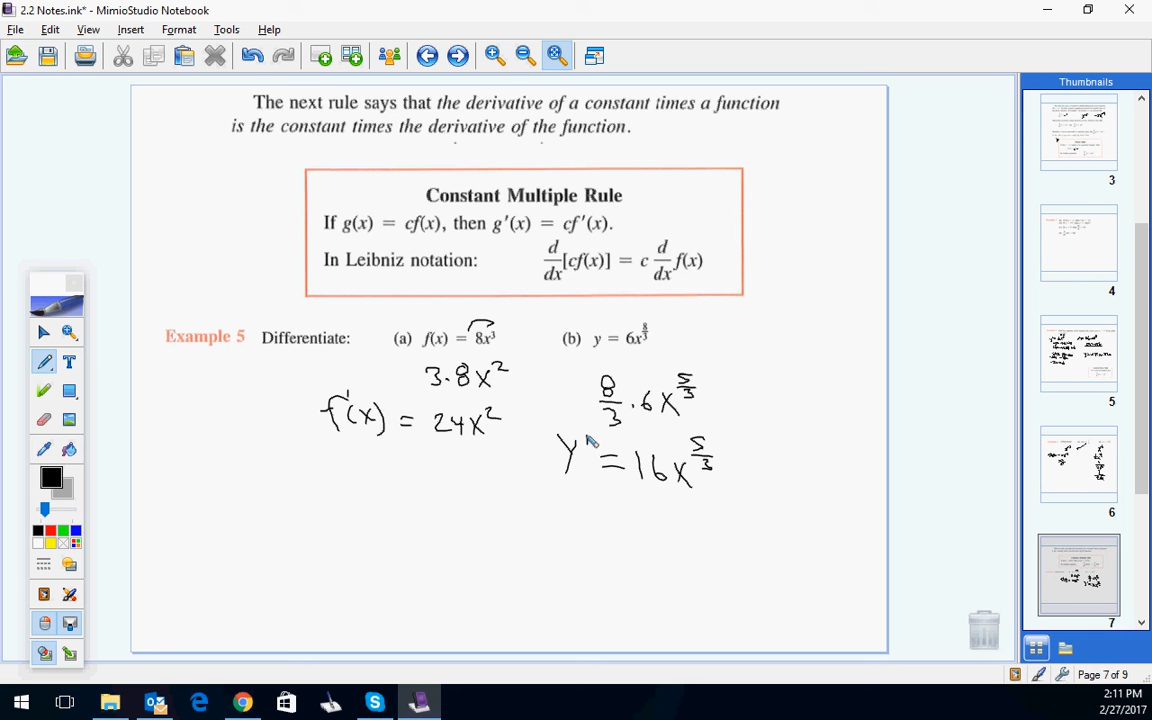 2.2 Notes.ink* - MimioStudio Notebook
File Edit View Insert Format Tools Help
Thumbnails
The next rule says that the derivative of a constant times a function
is the constant times the derivative of the function.
Constant Multiple Rule
If g(x) = cf(x), then g'(x) = cf'(x).
In Leibniz notation: d/dx[cf(x)] = c d/dx f(x)
Example 5 Differentiate: (a) f(x) = 8x³ (b) y = 6x^(8/3)
3·8x²
f'(x) = 24x²
8/3 · 6x^(5/3)
y' = 16x^(5/3)
3
4
5
6
7
Page 7 of 9
2:11 PM
2/27/2017